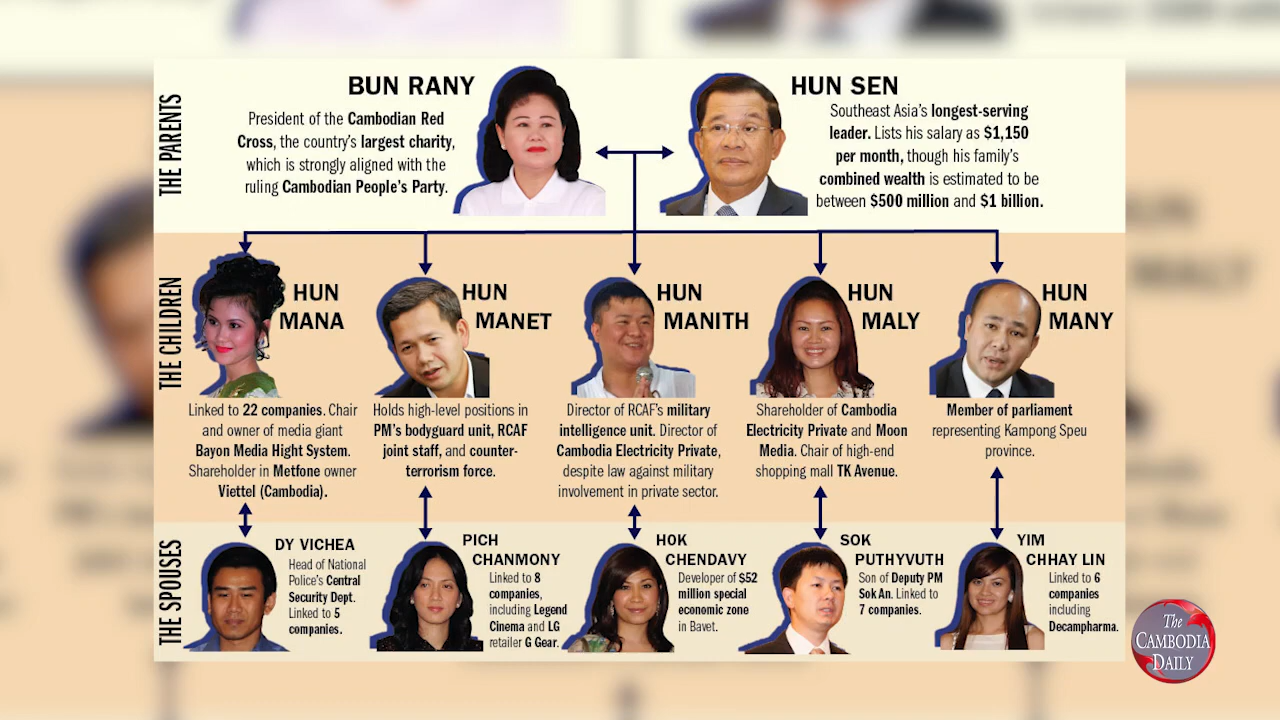 THE PARENTS
BUN RANY
President of the Cambodian Red
Cross, the country's largest charity,
which is strongly aligned with the
ruling Cambodian People's Party.
HUN SEN
Southeast Asia's longest-serving
leader. Lists his salary as $1,150
per month, though his family's
combined wealth is estimated to be
between $500 million and $1 billion.
THE CHILDREN
HUN
MANA
Linked to 22 companies. Chair
and owner of media giant
Bayon Media Hight System.
Shareholder in Metfone owner
Viettel (Cambodia).
HUN
MANET
Holds high-level positions in
PM's bodyguard unit, RCAF
joint staff, and counter-
terrorism force.
HUN
MANITH
Director of RCAF's military
intelligence unit. Director of
Cambodia Electricity Private,
despite law against military
involvement in private sector.
HUN
MALY
Shareholder of Cambodia
Electricity Private and Moon
Media. Chair of high-end
shopping mall TK Avenue.
HUN
MANY
Member of parliament
representing Kampong Speu
province.
THE SPOUSES
DY VICHEA
Head of National
Police's Central
Security Dept.
Linked to 5
companies.
PICH
CHANMONY
Linked to 8
companies,
including Legend
Cinema and LG
retailer G Gear.
HOK
CHENDAVY
Developer of $52
million special
economic zone
in Bavet.
SOK
PUTHYVUTH
Son of Deputy PM
Sok An. Linked to
7 companies.
YIM
CHHAY LIN
Linked to 6
companies
including
Decampharma.
The
CAMBODIA
DAILY